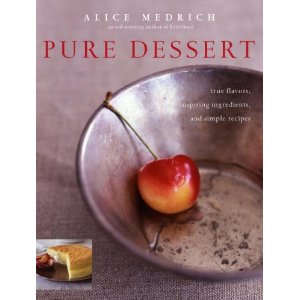 ALICE MEDRICH
an award-winning author of Bittersweet
PURE DESSERT
true flavors,
inspiring ingredients,
and simple recipes